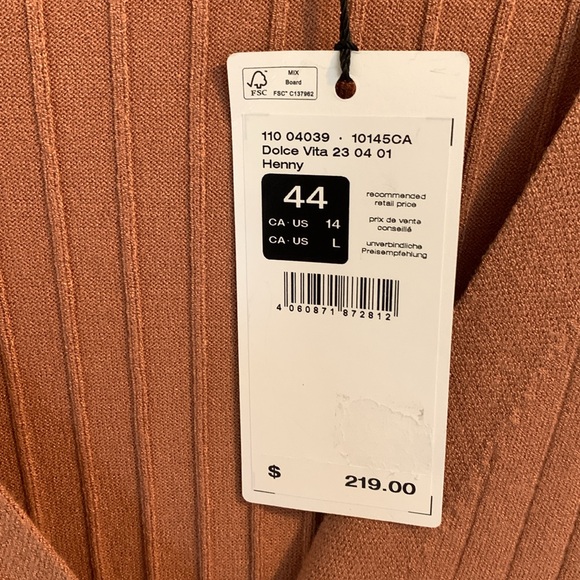 FSC
MIX
Board
FSC™ C137962
110 04039 · 10145CA
Dolce Vita 23 04 01
Henny
44
CA·US 14
CA·US L
recommended
retail price
prix de vente
conseillé
unverbindliche
Preisempfehlung
4 060871 872812
$ 219.00